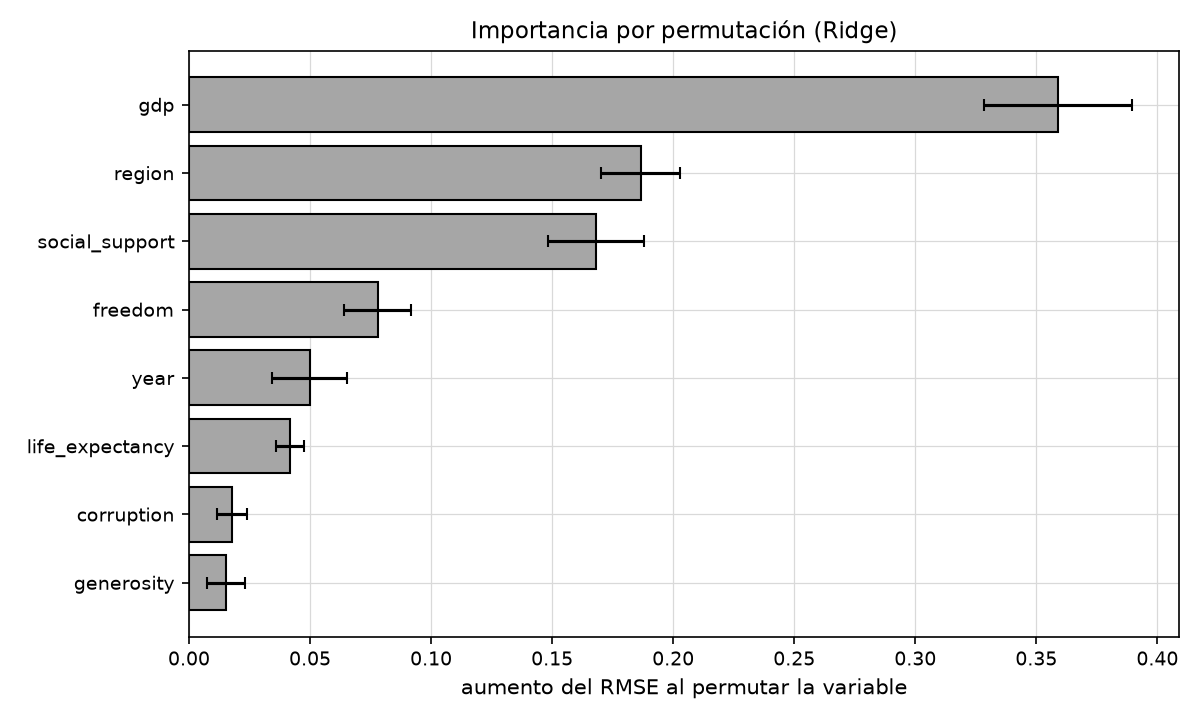 Importancia por permutación (Ridge)
gdp
region
social_support
freedom
year
life_expectancy
corruption
generosity
0.00 0.05 0.10 0.15 0.20 0.25 0.30 0.35 0.40
aumento del RMSE al permutar la variable